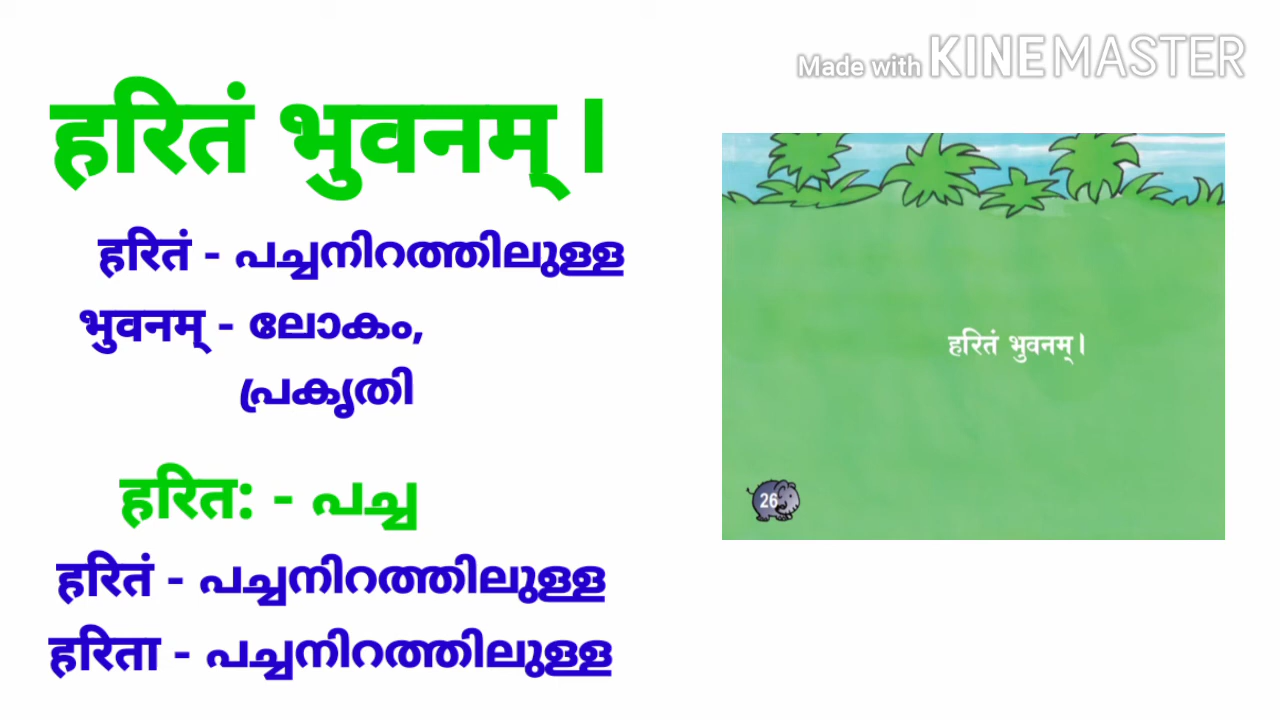 Made with KINEMASTER
हरितं भुवनम् ।
हरितं - പച്ചനിറത്തിലുള്ള
भुवनम् - ലോകം,
പ്രകൃതി
हरित: - പച്ച
हरितं - പച്ചനിറത്തിലുള്ള
हरिता - പച്ചനിറത്തിലുള്ള
हरितं भुवनम् ।
26